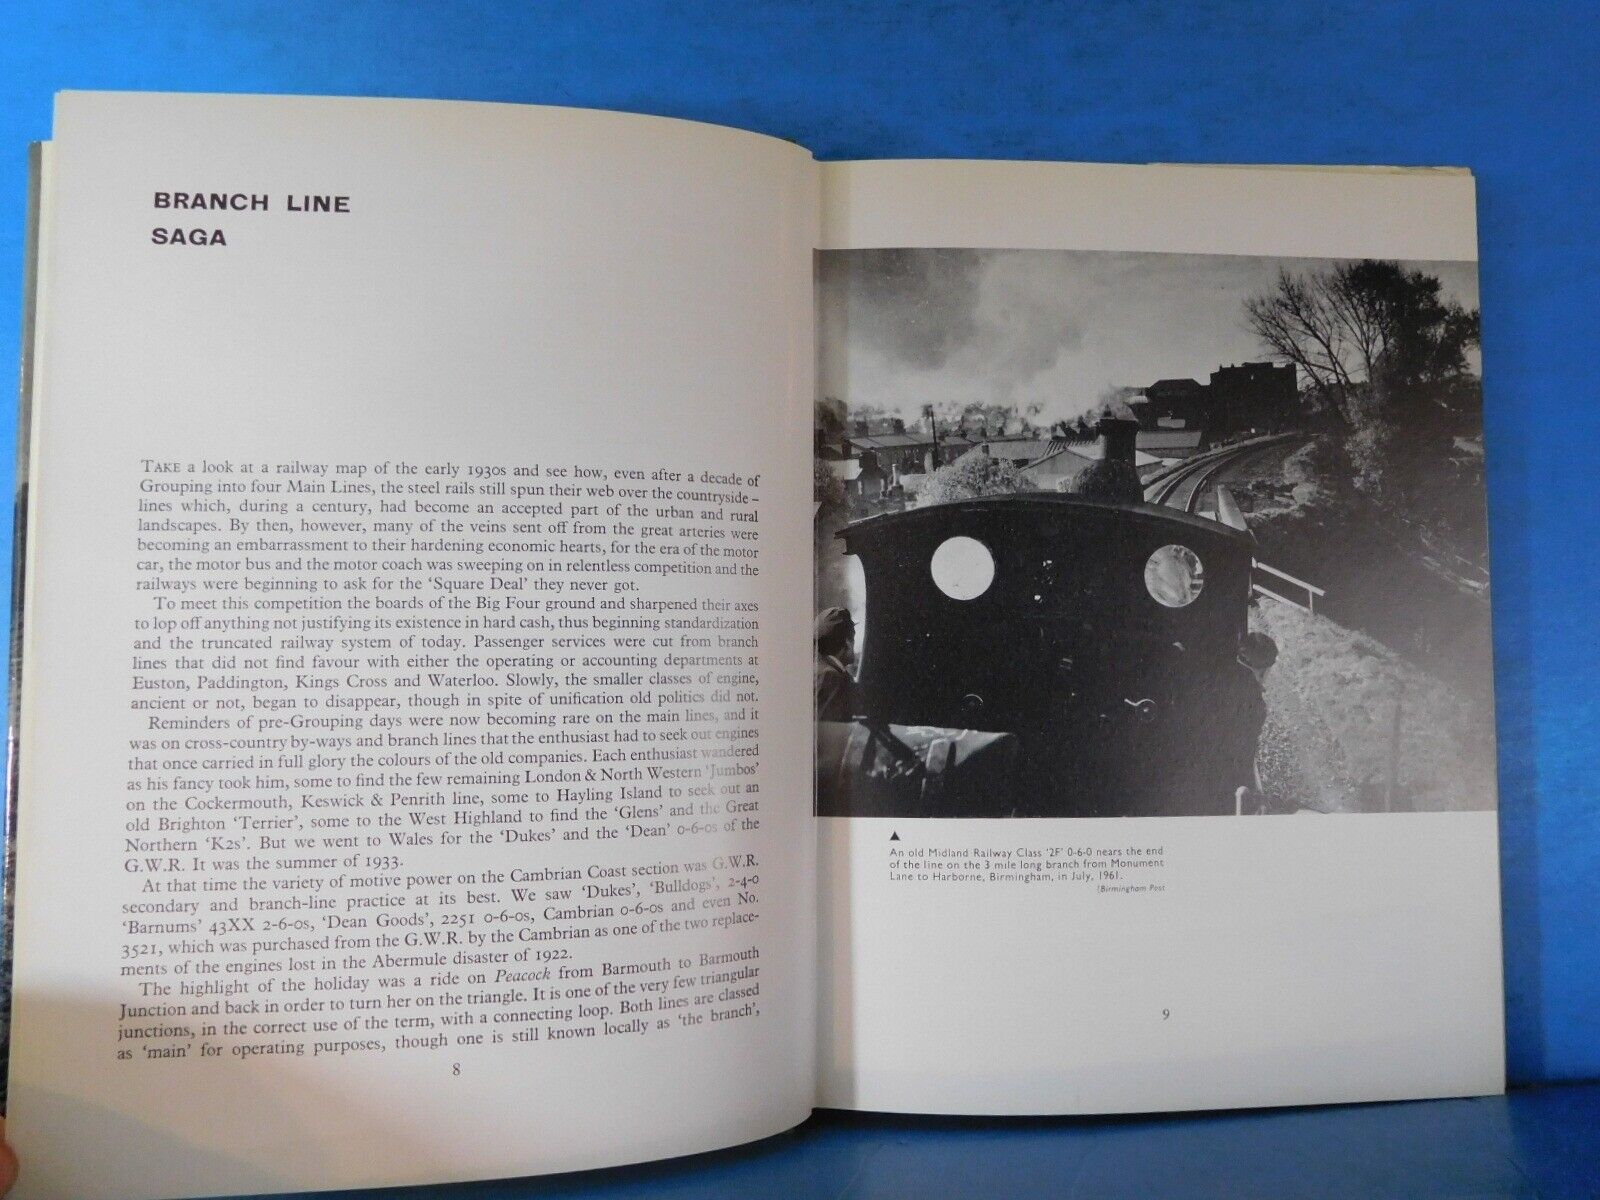 BRANCH LINE
SAGA
TAKE a look at a railway map of the early 1930s and see how, even after a decade of
Grouping into four Main Lines, the steel rails still spun their web over the countryside –
lines which, during a century, had become an accepted part of the urban and rural
landscapes. By then, however, many of the veins sent off from the great arteries were
becoming an embarrassment to their hardening economic hearts, for the era of the motor
car, the motor bus and the motor coach was sweeping on in relentless competition and the
railways were beginning to ask for the ‘Square Deal’ they never got.
To meet this competition the boards of the Big Four ground and sharpened their axes
to lop off anything not justifying its existence in hard cash, thus beginning standardization
and the truncated railway system of today. Passenger services were cut from branch
lines that did not find favour with either the operating or accounting departments at
Euston, Paddington, Kings Cross and Waterloo. Slowly, the smaller classes of engine,
ancient or not, began to disappear, though in spite of unification old politics did not.
Reminders of pre-Grouping days were now becoming rare on the main lines, and it
was on cross-country by-ways and branch lines that the enthusiast had to seek out engines
that once carried in full glory the colours of the old companies. Each enthusiast wandered
as his fancy took him, some to find the few remaining London & North Western ‘Jumbos’
on the Cockermouth, Keswick & Penrith line, some to Hayling Island to seek out an
old Brighton ‘Terrier’, some to the West Highland to find the ‘Glens’ and the Great
Northern ‘K2s’. But we went to Wales for the ‘Dukes’ and the ‘Dean’ 0-6-0s of the
G.W.R. It was the summer of 1933.
At that time the variety of motive power on the Cambrian Coast section was G.W.R.
secondary and branch-line practice at its best. We saw ‘Dukes’, ‘Bulldogs’, 2-4-0
‘Barnums’ 43XX 2-6-0s, ‘Dean Goods’, 2251 0-6-0s, Cambrian 0-6-0s and even No.
3521, which was purchased from the G.W.R. by the Cambrian as one of the two replace-
ments of the engines lost in the Abermule disaster of 1922.
The highlight of the holiday was a ride on Peacock from Barmouth to Barmouth
Junction and back in order to turn her on the triangle. It is one of the very few triangular
junctions, in the correct use of the term, with a connecting loop. Both lines are classed
as ‘main’ for operating purposes, though one is still known locally as ‘the branch’,
8
▲
An old Midland Railway Class ‘2F’ 0-6-0 nears the end
of the line on the 3 mile long branch from Monument
Lane to Harborne, Birmingham, in July, 1961.
[Birmingham Post
9